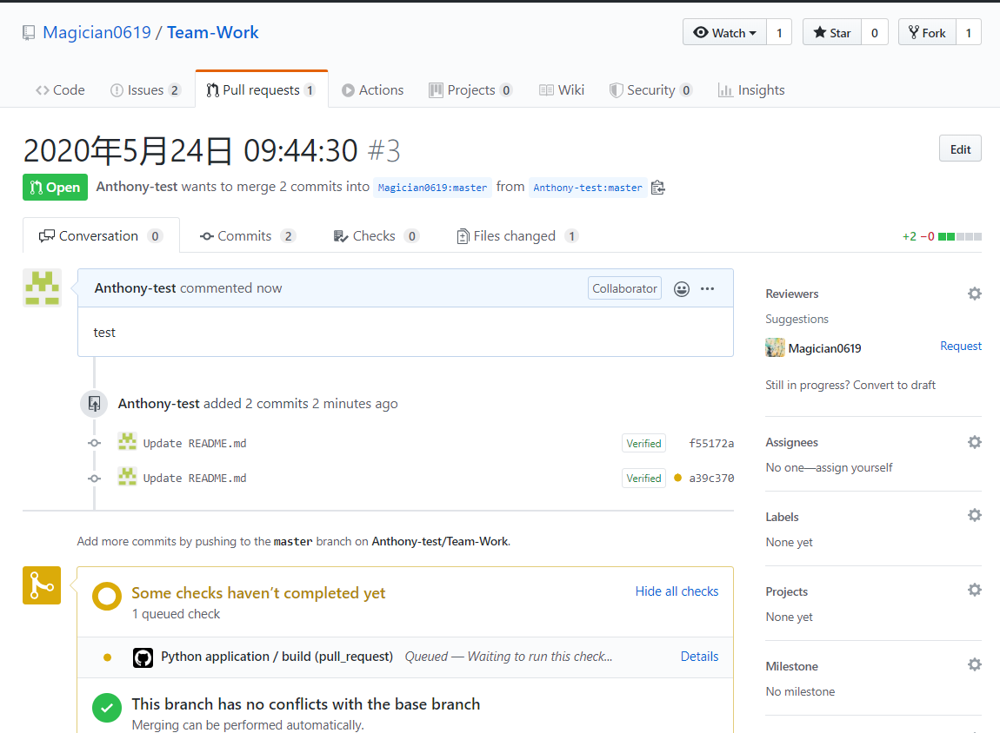 Magician0619 / Team-Work
Watch 1 Star 0 Fork 1
Code Issues 2 Pull requests 1 Actions Projects 0 Wiki Security 0 Insights
2020年5月24日 09:44:30 #3
Edit
Open Anthony-test wants to merge 2 commits into Magician0619:master from Anthony-test:master
Conversation 0 Commits 2 Checks 0 Files changed 1
+2 −0
Anthony-test commented now
Collaborator
test
Anthony-test added 2 commits 2 minutes ago
Update README.md Verified f55172a
Update README.md Verified a39c370
Add more commits by pushing to the master branch on Anthony-test/Team-Work.
Some checks haven’t completed yet
Hide all checks
1 queued check
Python application / build (pull_request) Queued — Waiting to run this check...
Details
This branch has no conflicts with the base branch
Merging can be performed automatically.
Reviewers
Suggestions
Magician0619 Request
Still in progress? Convert to draft
Assignees
No one—assign yourself
Labels
None yet
Projects
None yet
Milestone
No milestone